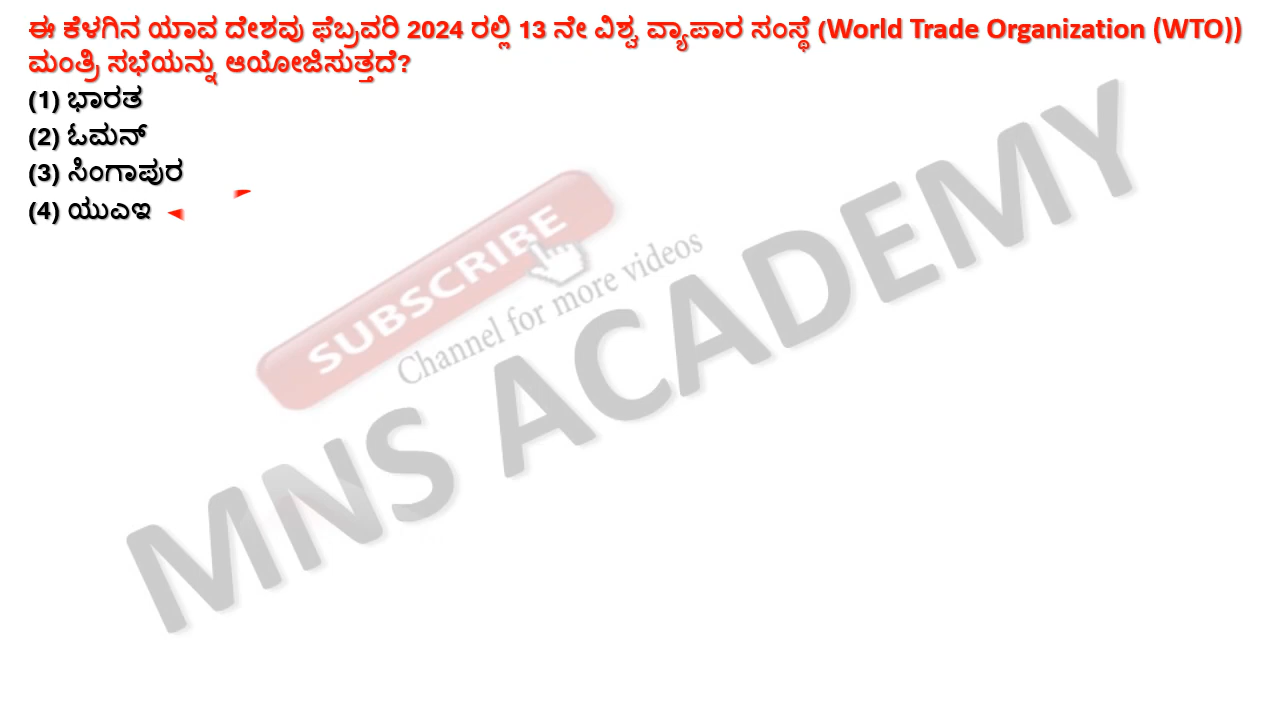 ಈ ಕೆಳಗಿನ ಯಾವ ದೇಶವು ಫೆಬ್ರವರಿ 2024 ರಲ್ಲಿ 13 ನೇ ವಿಶ್ವ ವ್ಯಾಪಾರ ಸಂಸ್ಥೆ (World Trade Organization (WTO))
ಮಂತ್ರಿ ಸಭೆಯನ್ನು ಆಯೋಜಿಸುತ್ತದೆ?
(1) ಭಾರತ
(2) ಓಮನ್
(3) ಸಿಂಗಾಪುರ
(4) ಯುಎಇ
SUBSCRIBE
Channel for more videos
MNS ACADEMY